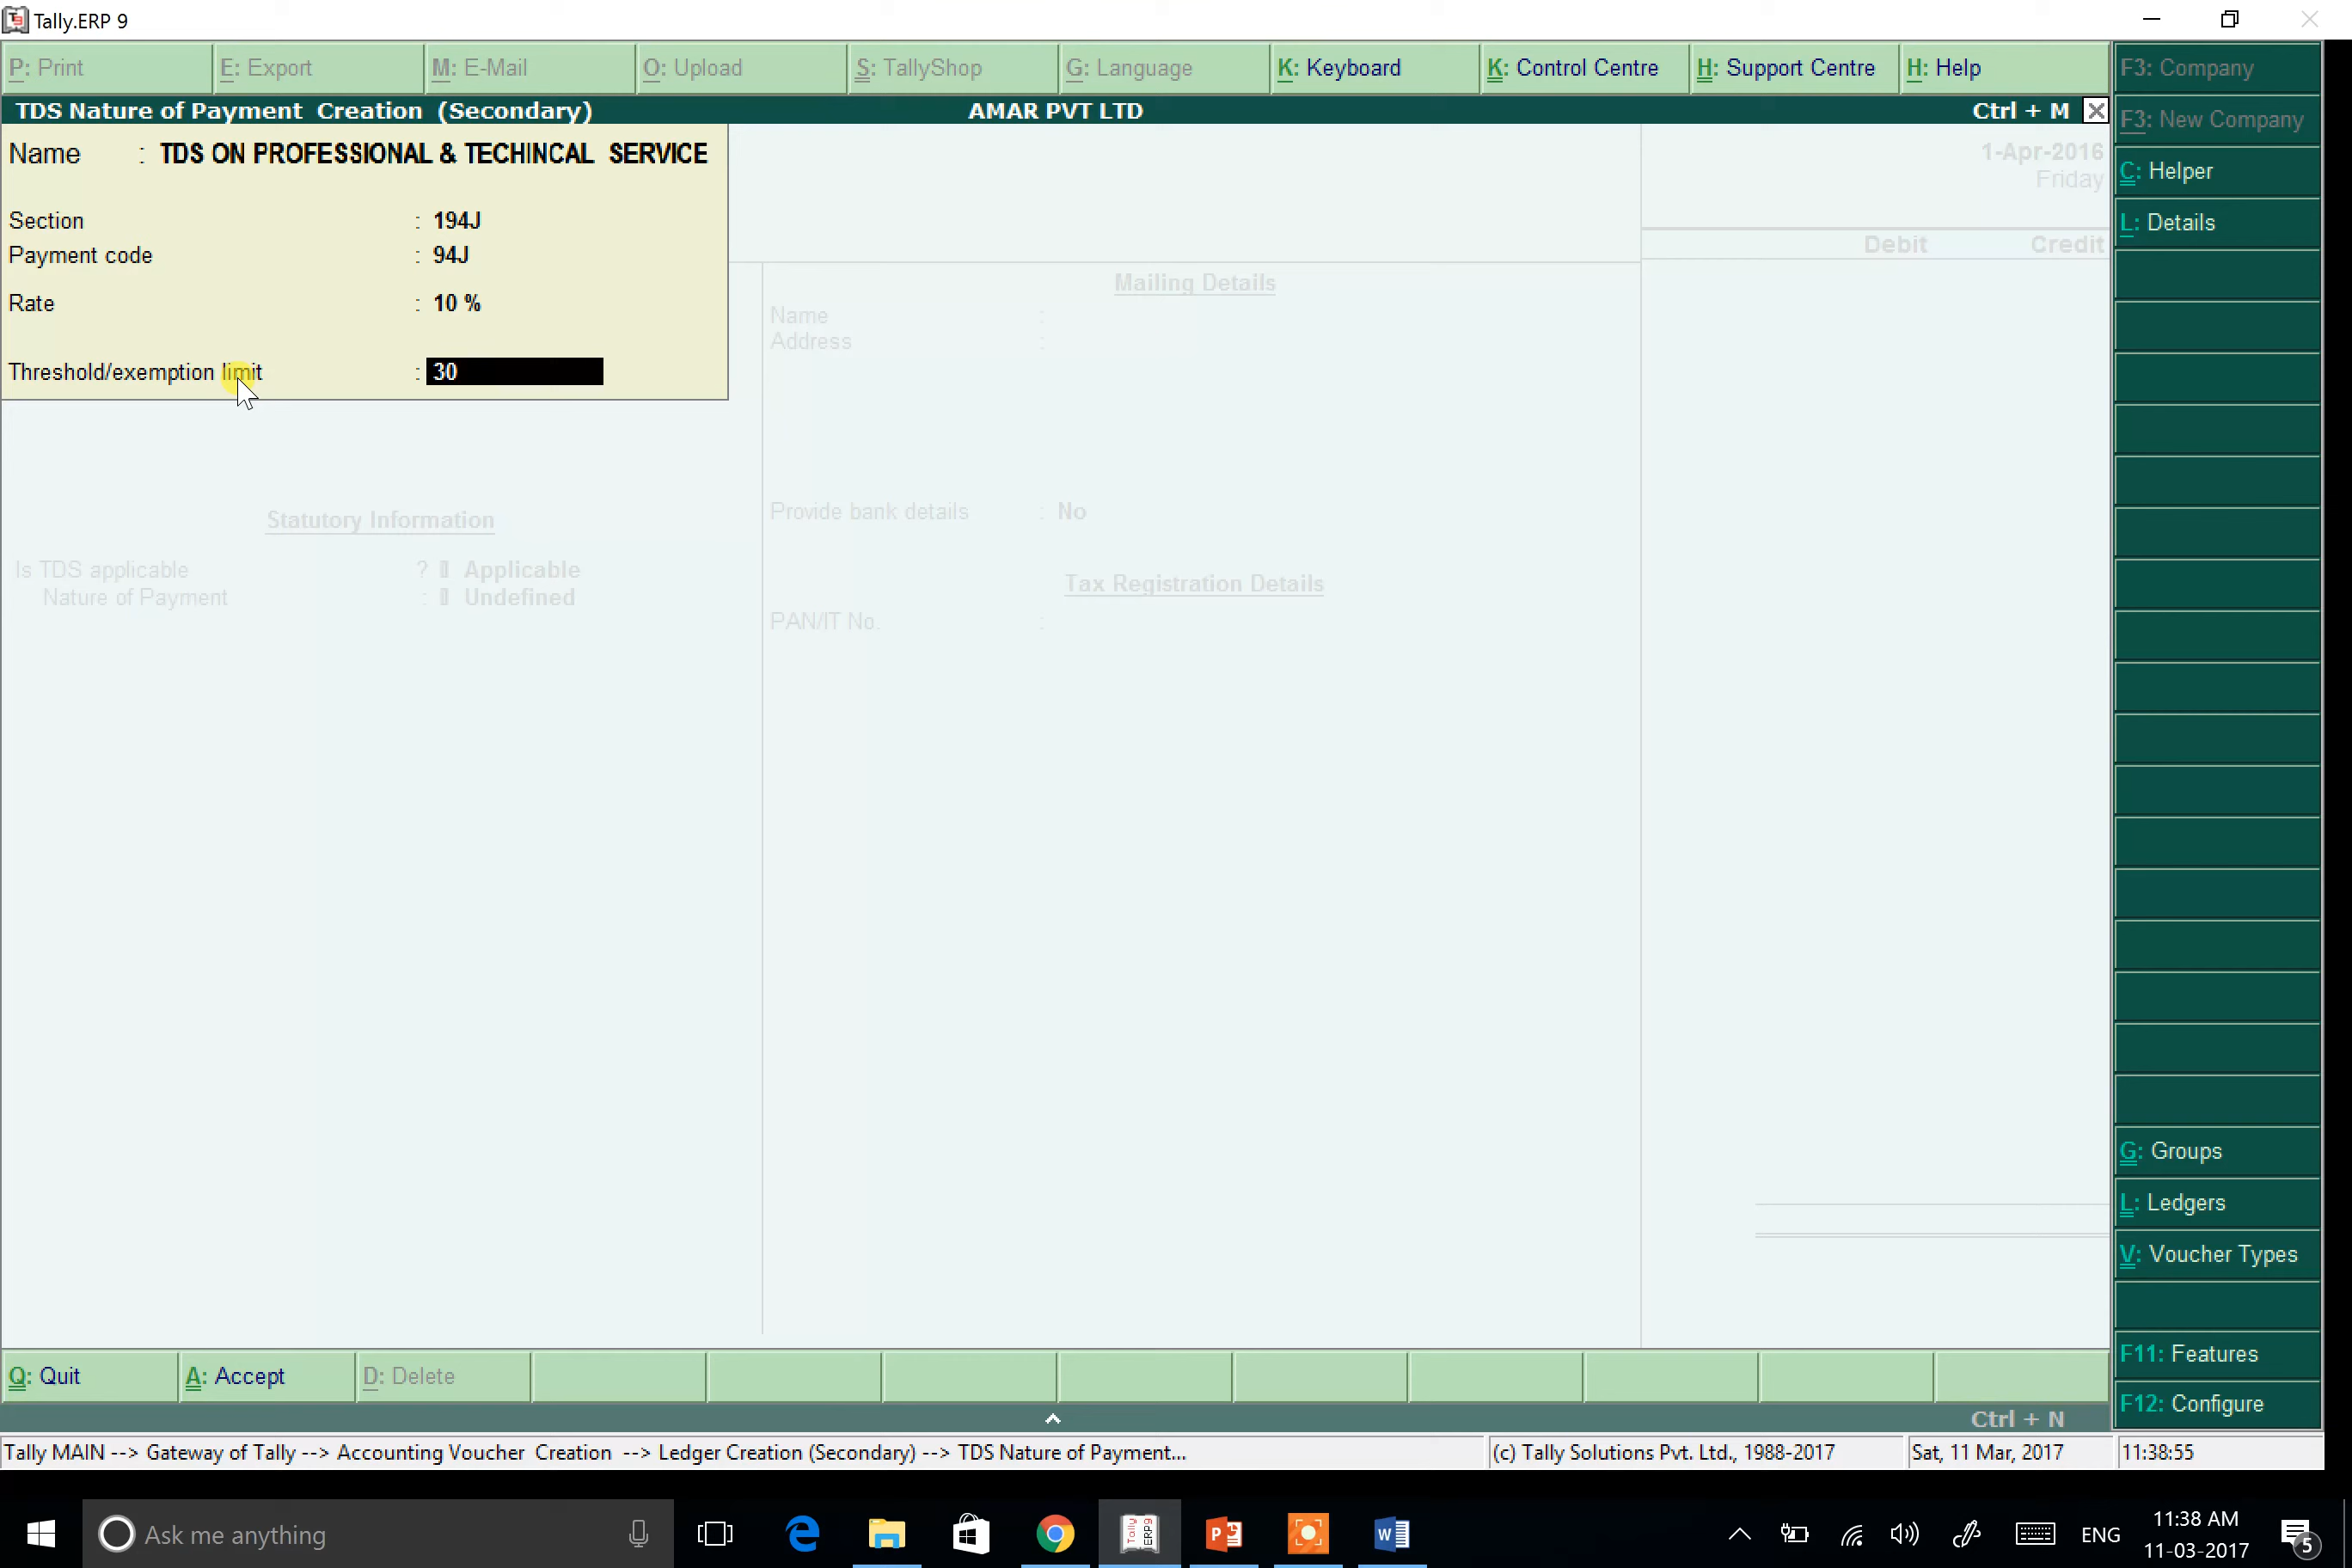 Tally.ERP 9
P: Print E: Export M: E-Mail O: Upload S: TallyShop G: Language K: Keyboard K: Control Centre H: Support Centre H: Help
F3: Company
TDS Nature of Payment Creation (Secondary) AMAR PVT LTD Ctrl + M
F3: New Company
Name : TDS ON PROFESSIONAL & TECHINCAL SERVICE
1-Apr-2016
Friday
C: Helper
Section : 194J
L: Details
Payment code : 94J
Debit Credit
Mailing Details
Rate : 10 %
Name :
Address :
Threshold/exemption limit : 30
Provide bank details : No
Statutory Information
Is TDS applicable ? Applicable
Tax Registration Details
Nature of Payment : Undefined
PAN/IT No. :
G: Groups
L: Ledgers
V: Voucher Types
F11: Features
Q: Quit A: Accept D: Delete
F12: Configure
Ctrl + N
Tally MAIN --> Gateway of Tally --> Accounting Voucher Creation --> Ledger Creation (Secondary) --> TDS Nature of Payment... (c) Tally Solutions Pvt. Ltd., 1988-2017 Sat, 11 Mar, 2017 11:38:55
Ask me anything
ENG
11:38 AM
11-03-2017
5